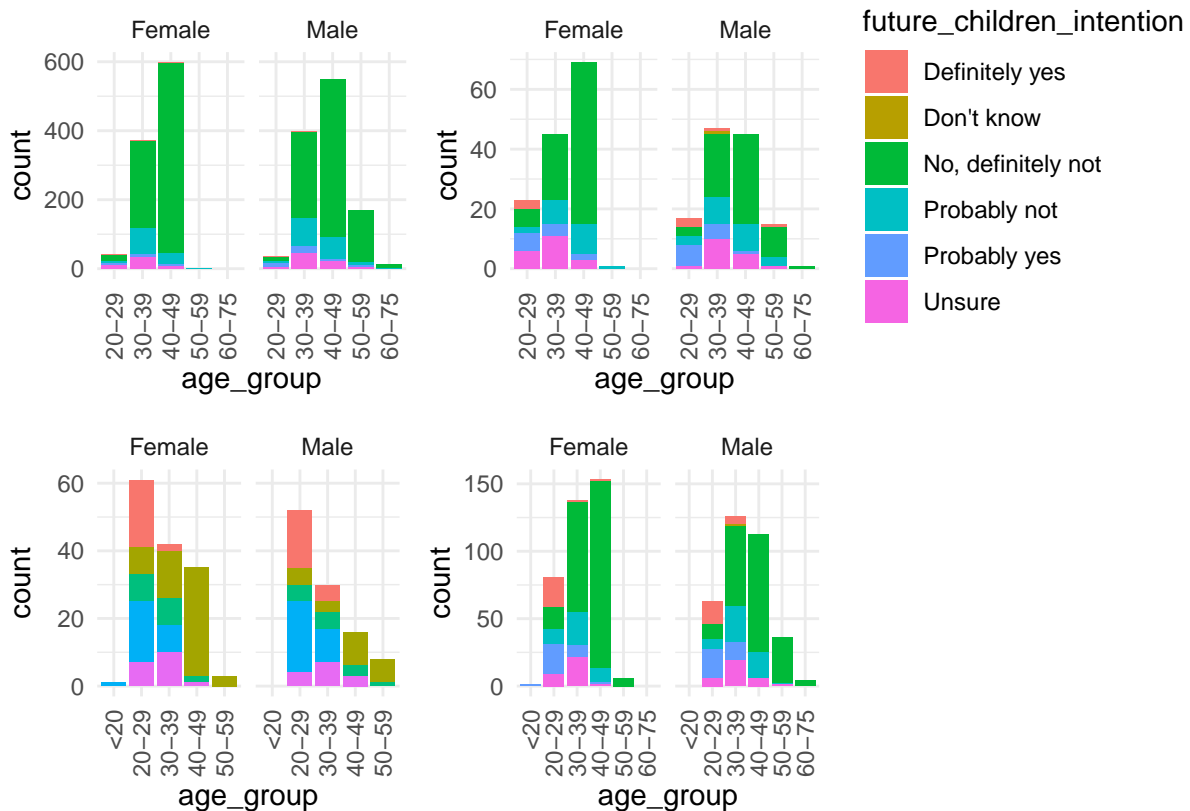 Female Male
600
400
200
0
count
20−29 30−39 40−49 50−59 60−75 20−29 30−39 40−49 50−59 60−75
age_group
Female Male
60
40
20
0
count
20−29 30−39 40−49 50−59 60−75 20−29 30−39 40−49 50−59 60−75
age_group
future_children_intention
Definitely yes
Don't know
No, definitely not
Probably not
Probably yes
Unsure
Female Male
60
40
20
0
count
<20 20−29 30−39 40−49 50−59 <20 20−29 30−39 40−49 50−59
age_group
Female Male
150
100
50
0
count
<20 20−29 30−39 40−49 50−59 60−75 <20 20−29 30−39 40−49 50−59 60−75
age_group